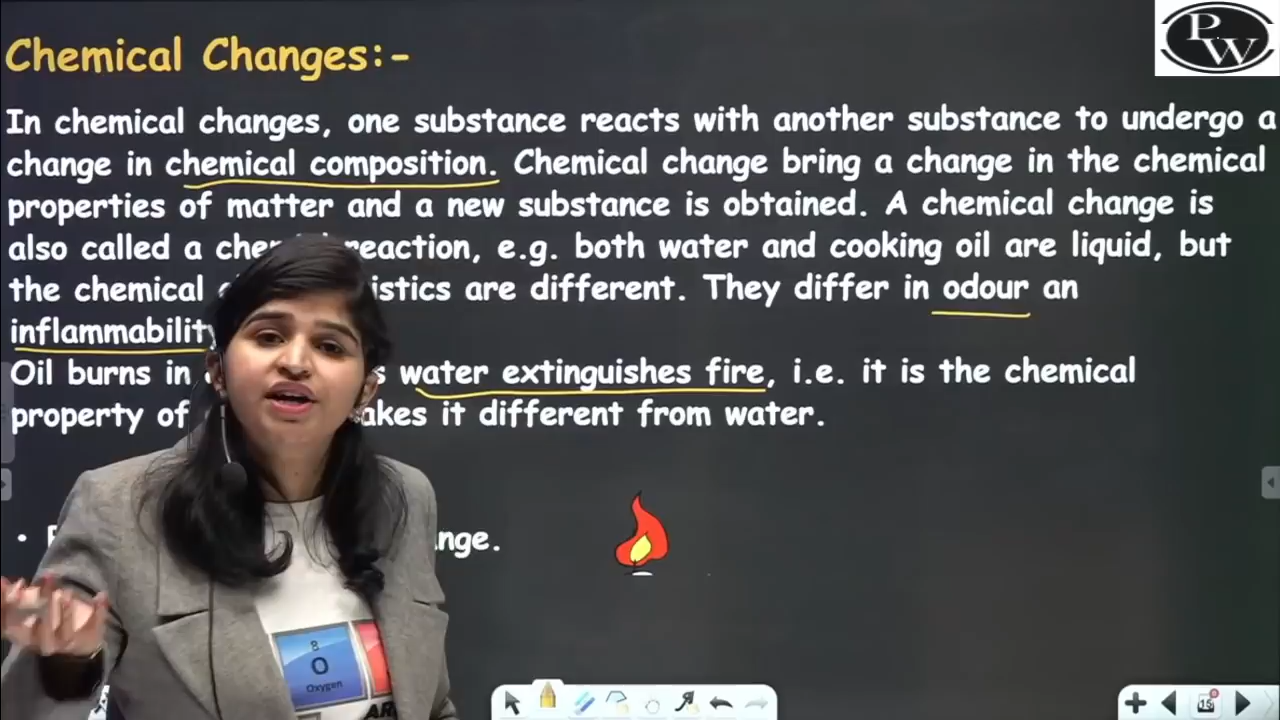 PW
Chemical Changes:-
In chemical changes, one substance reacts with another substance to undergo a
change in chemical composition. Chemical change bring a change in the chemical
properties of matter and a new substance is obtained. A chemical change is
also called a reaction, e.g. both water and cooking oil are liquid, but
the chemical are different. They differ in odour an
inflammability
Oil burns in water extinguishes fire, i.e. it is the chemical
property of it different from water.
8
O
Oxygen